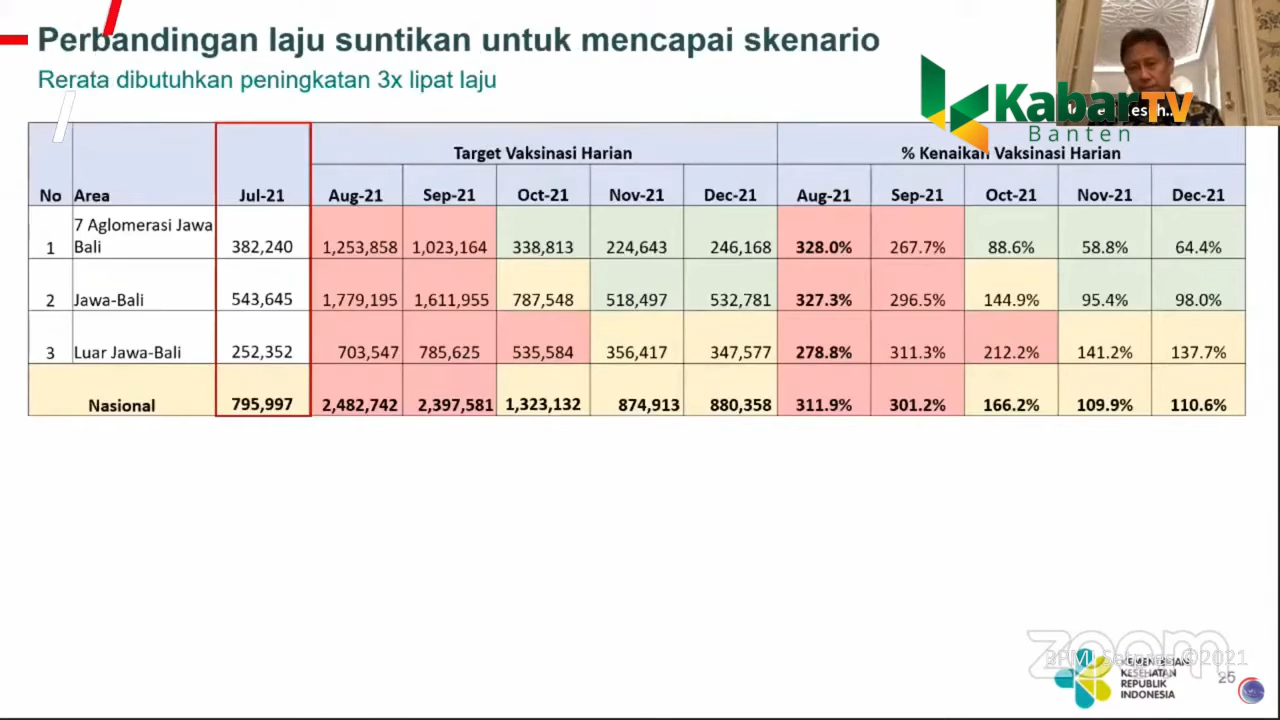 Perbandingan laju suntikan untuk mencapai skenario
Rerata dibutuhkan peningkatan 3x lipat laju
KabarTV
Banten
Target Vaksinasi Harian % Kenaikan Vaksinasi Harian
No Area Jul-21 Aug-21 Sep-21 Oct-21 Nov-21 Dec-21 Aug-21 Sep-21 Oct-21 Nov-21 Dec-21
7 Aglomerasi Jawa
1 Bali 382,240 1,253,858 1,023,164 338,813 224,643 246,168 328.0% 267.7% 88.6% 58.8% 64.4%
2 Jawa-Bali 543,645 1,779,195 1,611,955 787,548 518,497 532,781 327.3% 296.5% 144.9% 95.4% 98.0%
3 Luar Jawa-Bali 252,352 703,547 785,625 535,584 356,417 347,577 278.8% 311.3% 212.2% 141.2% 137.7%
Nasional 795,997 2,482,742 2,397,581 1,323,132 874,913 880,358 311.9% 301.2% 166.2% 109.9% 110.6%
zoom
BPMI Setpres ©2021
KEMENTERIAN
KESEHATAN
REPUBLIK
INDONESIA
25